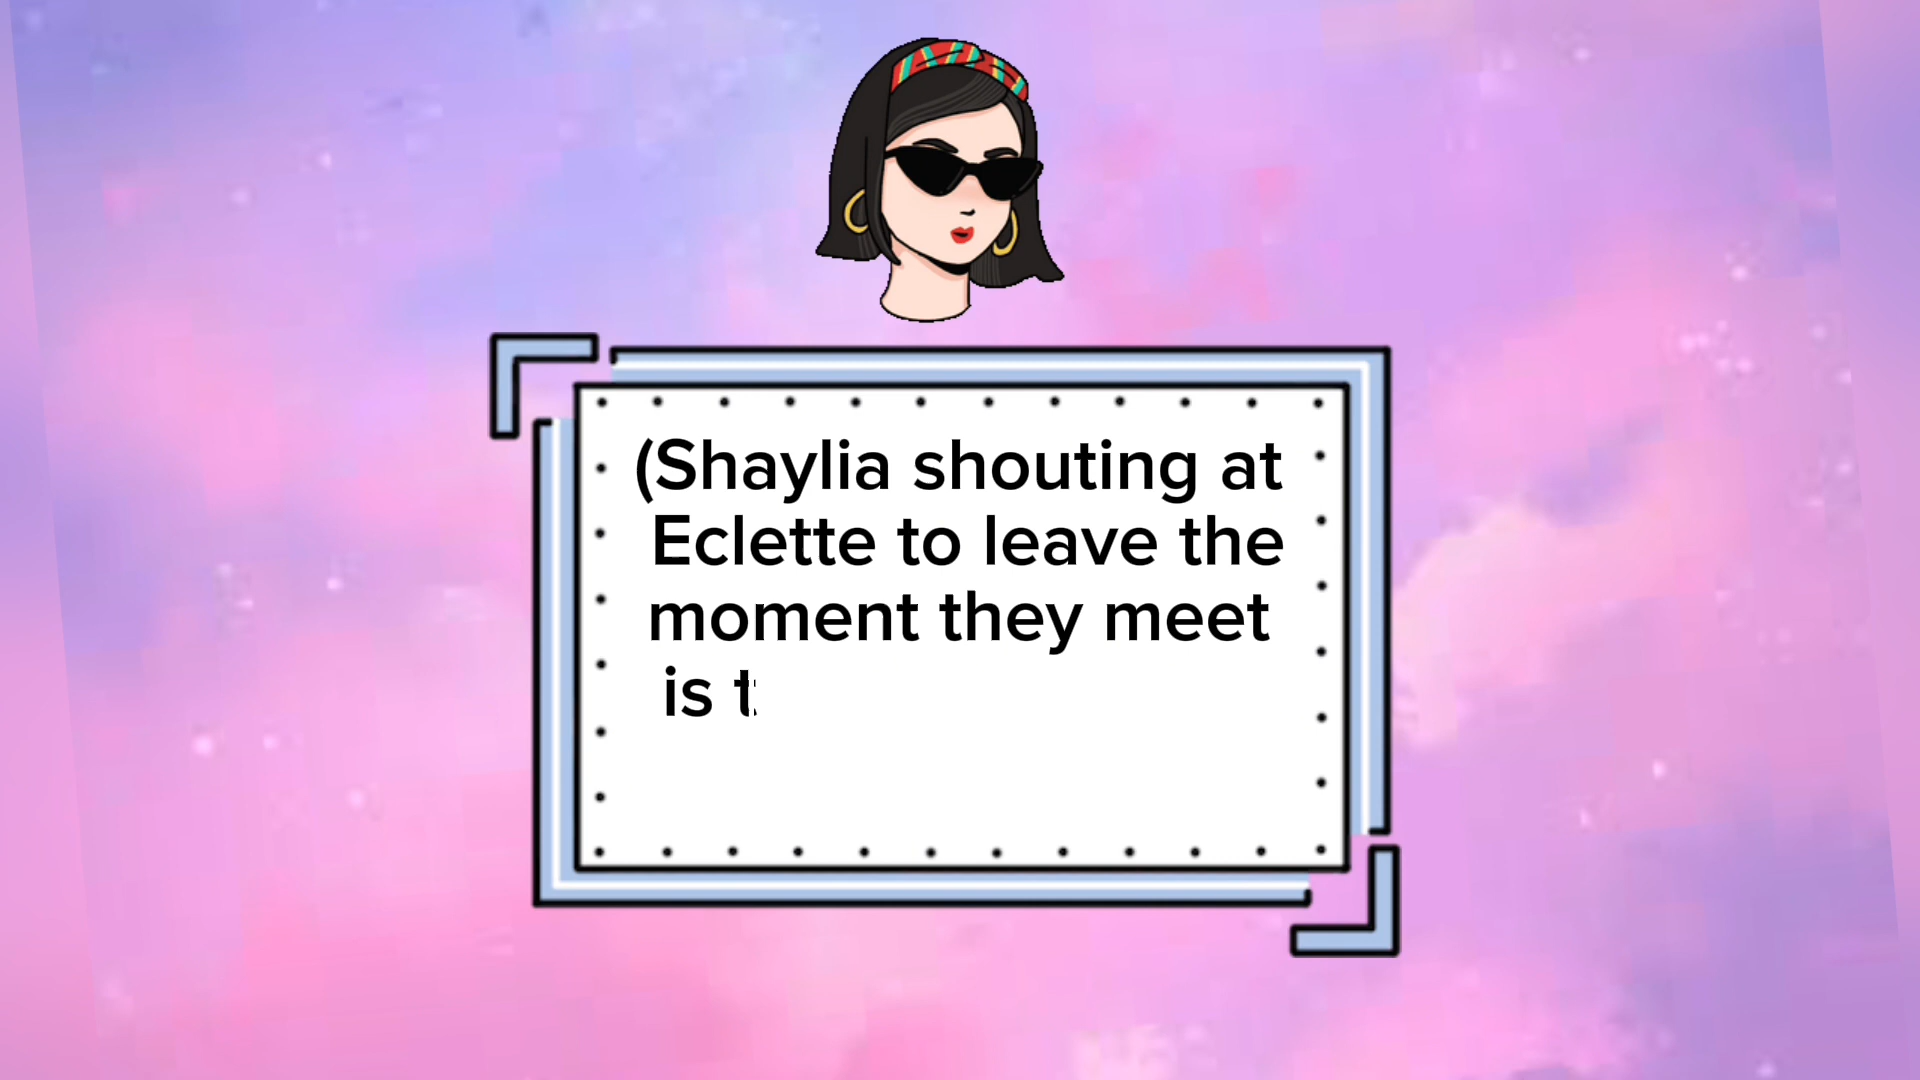 (Shaylia shouting at
Eclette to leave the
moment they meet
is t